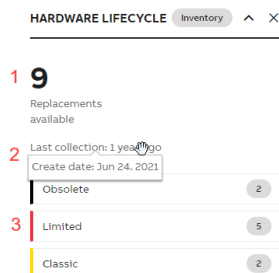 HARDWARE LIFECYCLE Inventory
1 9
Replacements
available
2 Last collection: 1 year ago
Create date: Jun 24. 2021
Obsolete 2
3 Limited 5
Classic 2